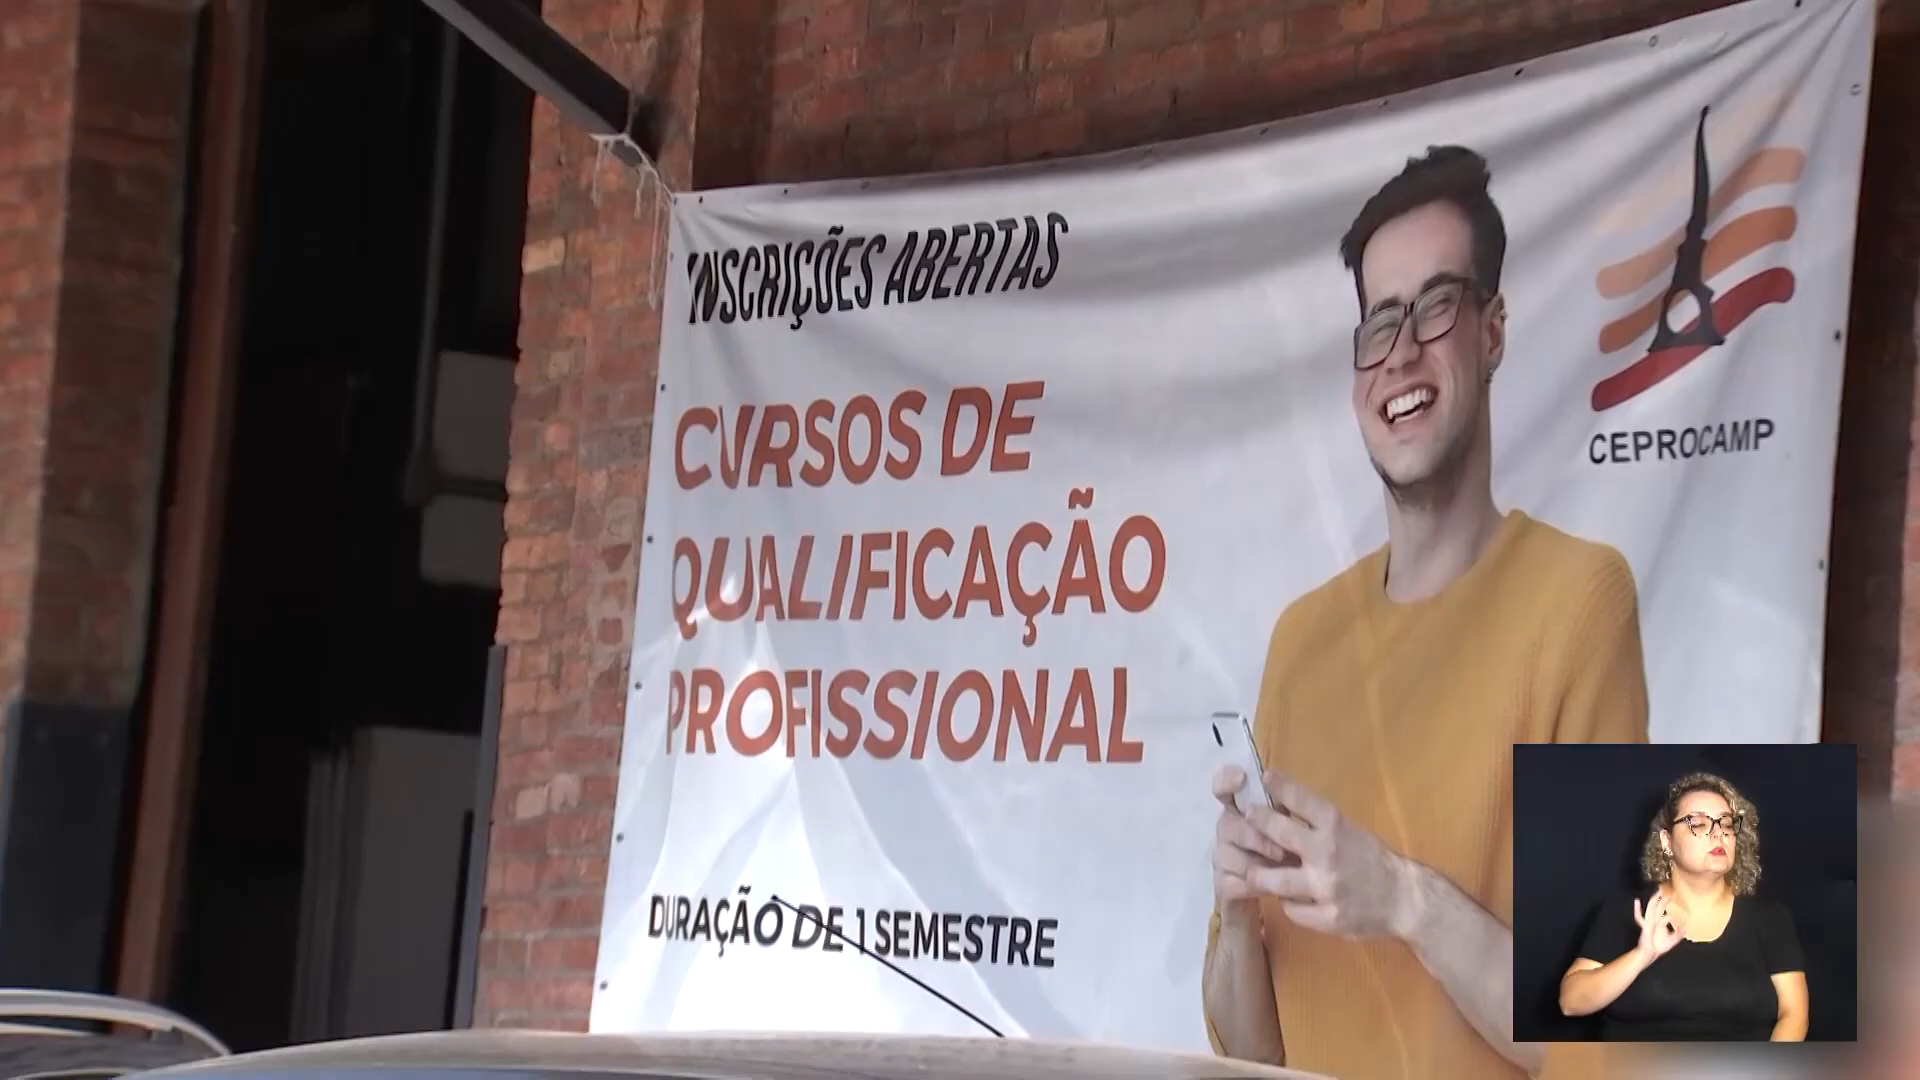 INSCRIÇÕES ABERTAS
CURSOS DE
QUALIFICAÇÃO
PROFISSIONAL
DURAÇÃO DE 1 SEMESTRE
CEPROCAMP